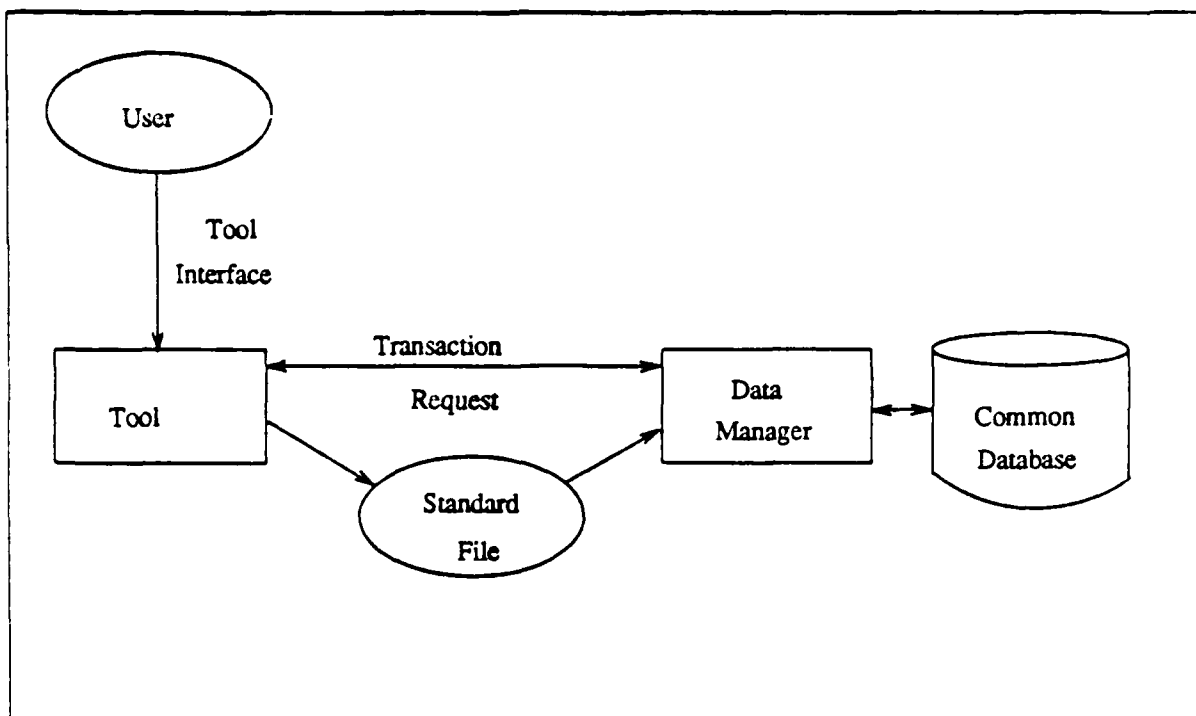 User
Tool
Interface
Transaction
Request
Tool
Data
Manager
Common
Database
Standard
File